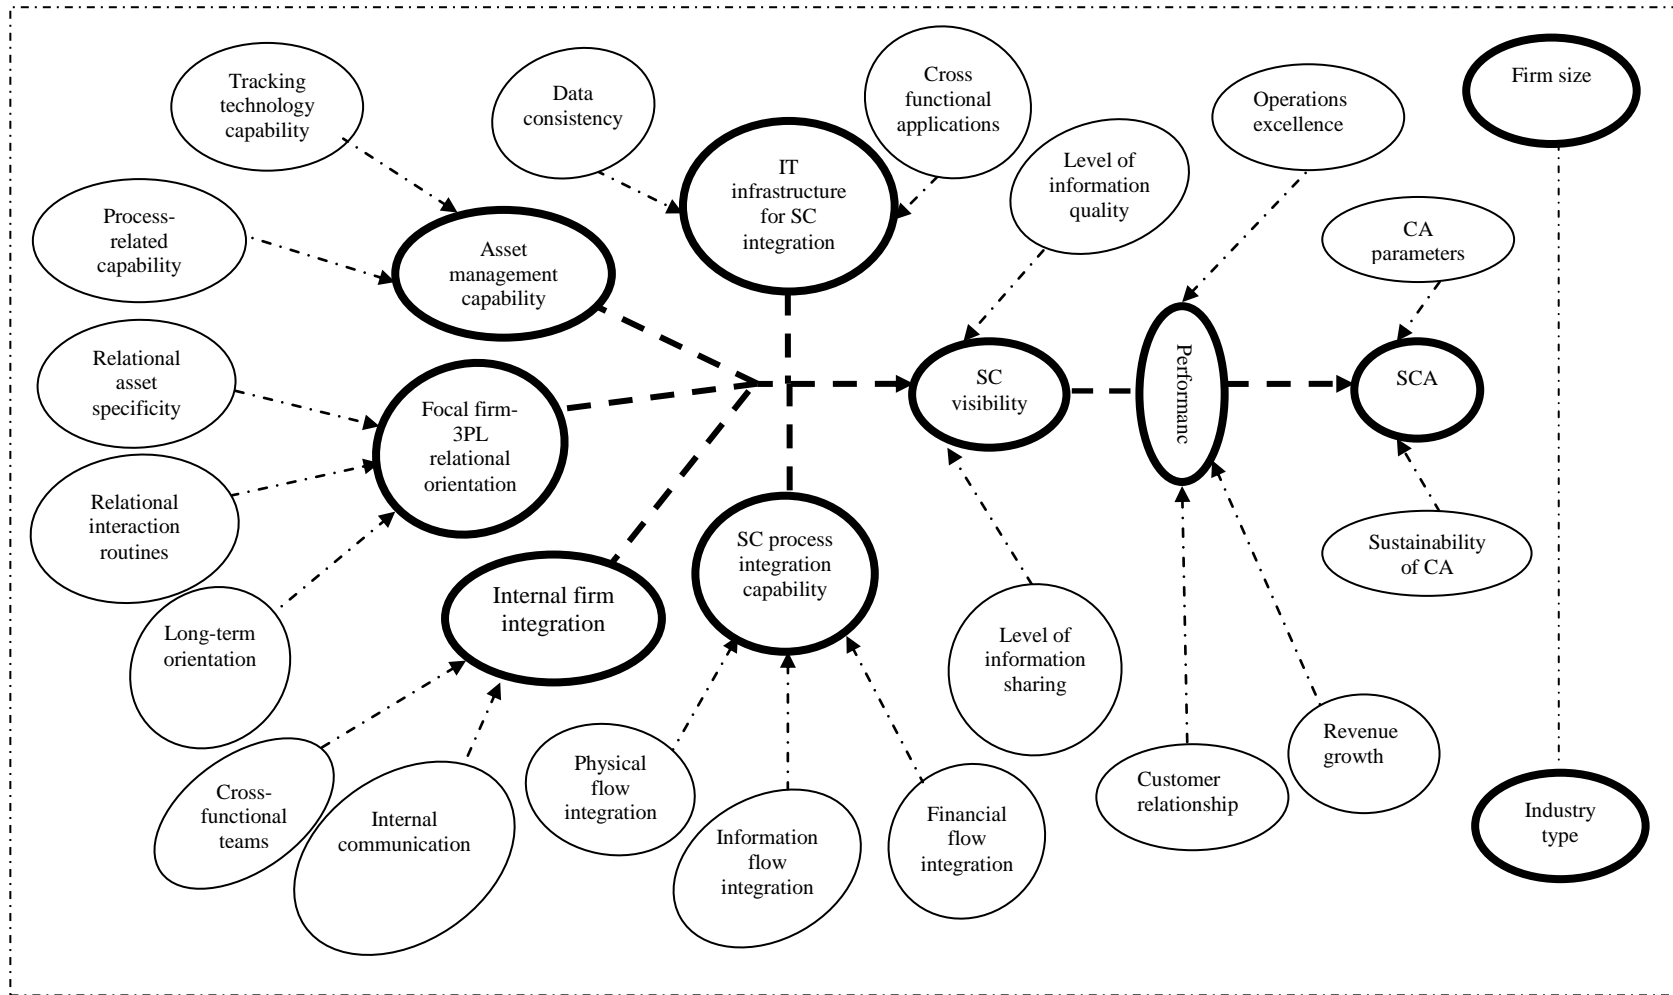 Tracking
technology
capability
Data
consistency
Cross
functional
applications
Operations
excellence
Firm size
IT
infrastructure
for SC
integration
Level of
information
quality
Process-
related
capability
Asset
management
capability
CA
parameters
Relational
asset
specificity
Focal firm-
3PL
relational
orientation
SC
visibility
Performanc
SCA
Relational
interaction
routines
SC process
integration
capability
Sustainability
of CA
Internal firm
integration
Long-term
orientation
Level of
information
sharing
Cross-
functional
teams
Internal
communication
Physical
flow
integration
Information
flow
integration
Financial
flow
integration
Customer
relationship
Revenue
growth
Industry
type